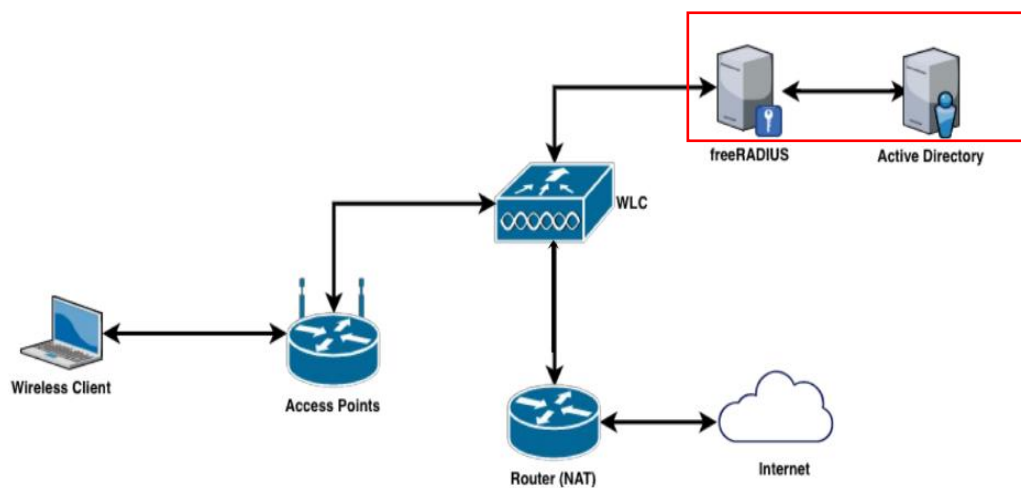 freeRADIUS
Active Directory
WLC
Wireless Client
Access Points
Router (NAT)
Internet